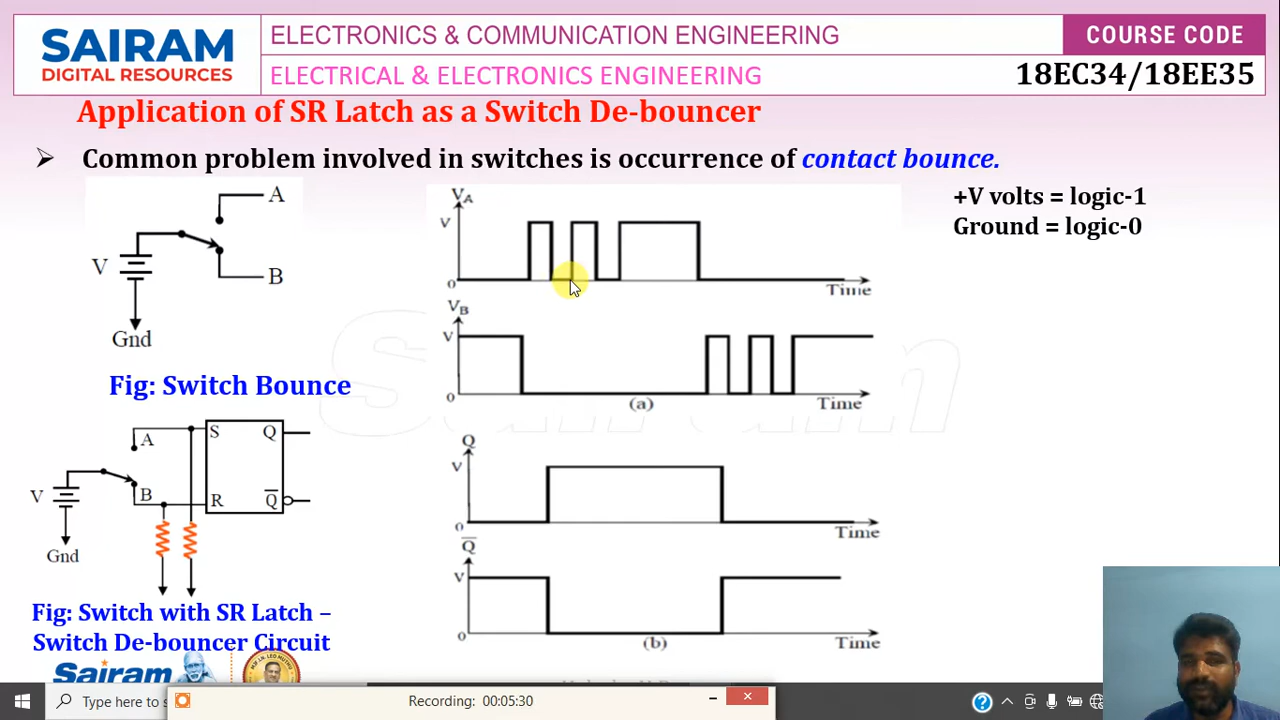 SAIRAM
DIGITAL RESOURCES
ELECTRONICS & COMMUNICATION ENGINEERING
COURSE CODE
ELECTRICAL & ELECTRONICS ENGINEERING
18EC34/18EE35
Application of SR Latch as a Switch De-bouncer
➢ Common problem involved in switches is occurrence of contact bounce.
A
V
B
Gnd
Fig: Switch Bounce
VA
V
0
Time
VB
V
0
(a)
Time
+V volts = logic-1
Ground = logic-0
A
S
Q
V
B
R
Q̅
Gnd
Fig: Switch with SR Latch –
Switch De-bouncer Circuit
Q
V
0
Time
Q̅
V
0
(b)
Time
Sairam
Sairam
Type here to s
Recording: 00:05:30